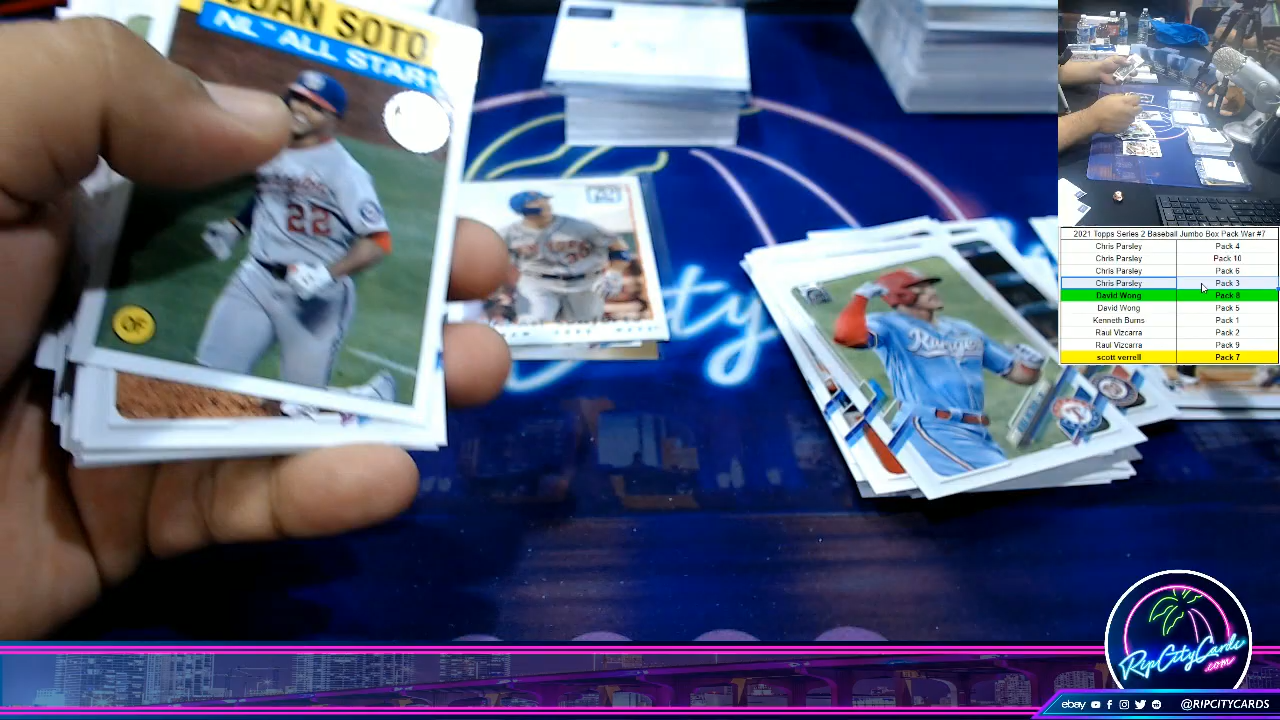 JUAN SOTO
NL ALL STAR
22
OF
Rangers
2021 Topps Series 2 Baseball Jumbo Box Pack War #7
Chris Parsley Pack 4
Chris Parsley Pack 10
Chris Parsley Pack 6
Chris Parsley Pack 3
David Wong Pack 8
David Wong Pack 5
Kenneth Burns Pack 1
Raul Vizcarra Pack 2
Raul Vizcarra Pack 9
scott verrell Pack 7
RipCityCards
.com
ebay @RIPCITYCARDS